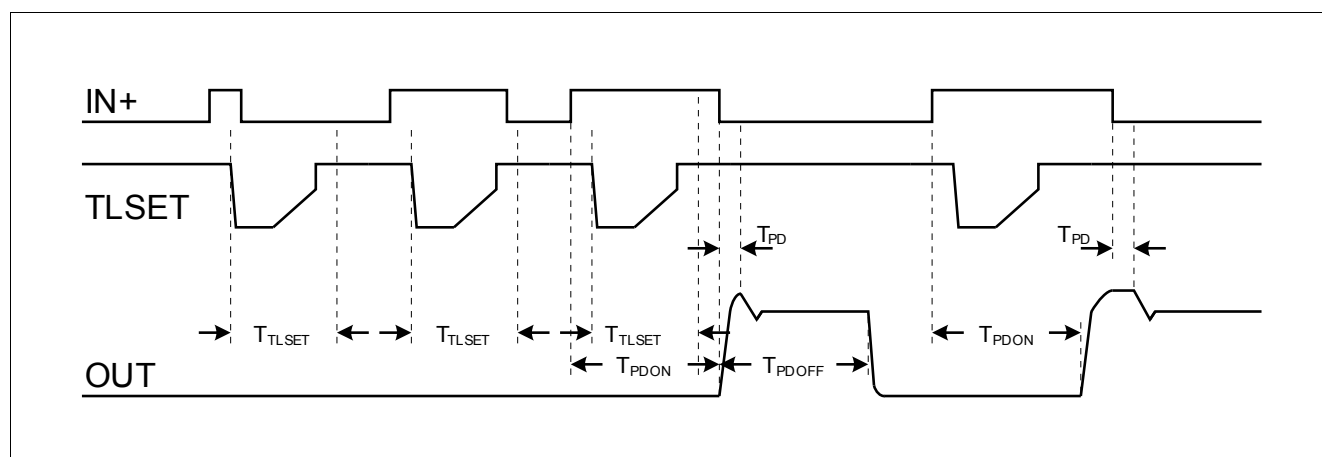 IN+
TLSET
T_PD
T_PD
T_TLSET
T_TLSET
T_TLSET
T_PDON
OUT
T_PDON
T_PDOFF